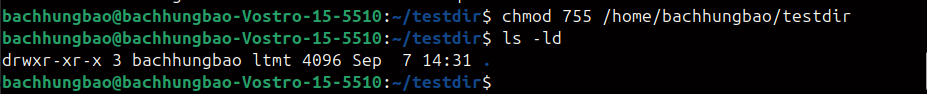 bachhungbao@bachhungbao-Vostro-15-5510:~/testdir$ chmod 755 /home/bachhungbao/testdir
bachhungbao@bachhungbao-Vostro-15-5510:~/testdir$ ls -ld
drwxr-xr-x 3 bachhungbao ltmt 4096 Sep  7 14:31 .
bachhungbao@bachhungbao-Vostro-15-5510:~/testdir$